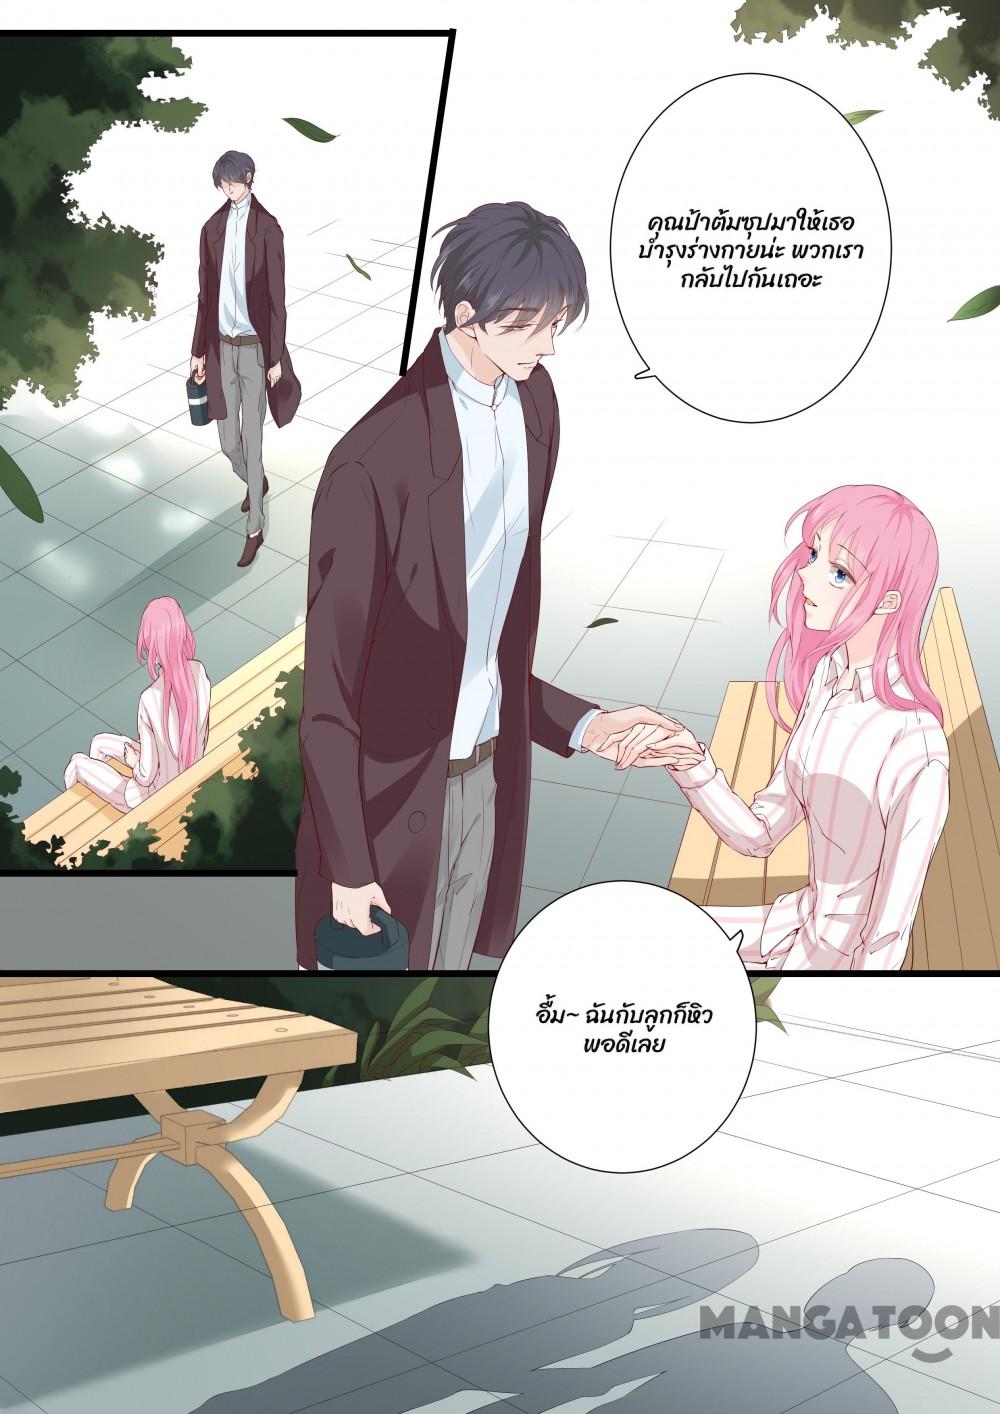 คุณป้าต้มซุปมาให้เธอ
บำรุงร่างกายน่ะ พวกเรา
กลับไปกันเถอะ
อื้ม~ ฉันกับลูกก็หิว
พอดีเลย
MANGATOON